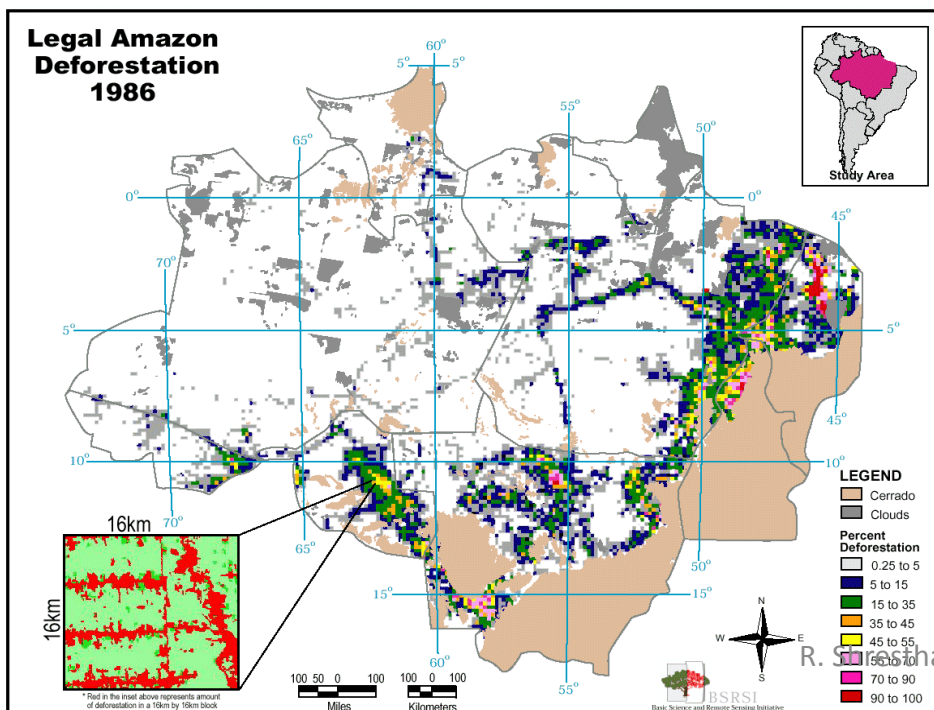 Legal Amazon
Deforestation
1986
60°
5°
5°
55°
65°
50°
Study Area
0°
0°
45°
70°
5°
5°
45°
10°
10°
LEGEND
Cerrado
Clouds
Percent
Deforestation
0.25 to 5
5 to 15
15 to 35
35 to 45
45 to 55
55 to 70
70 to 90
90 to 100
16km
70°
65°
50°
16km
15°
15°
60°
55°
N
W
E
S
R. Shrestha
* Red in the inset above represents amount
of deforestation in a 16km by 16km block
100 50 0 100
Miles
100 0 100
Kilometers
BSRSI
Basic Science and Remote Sensing Initiative